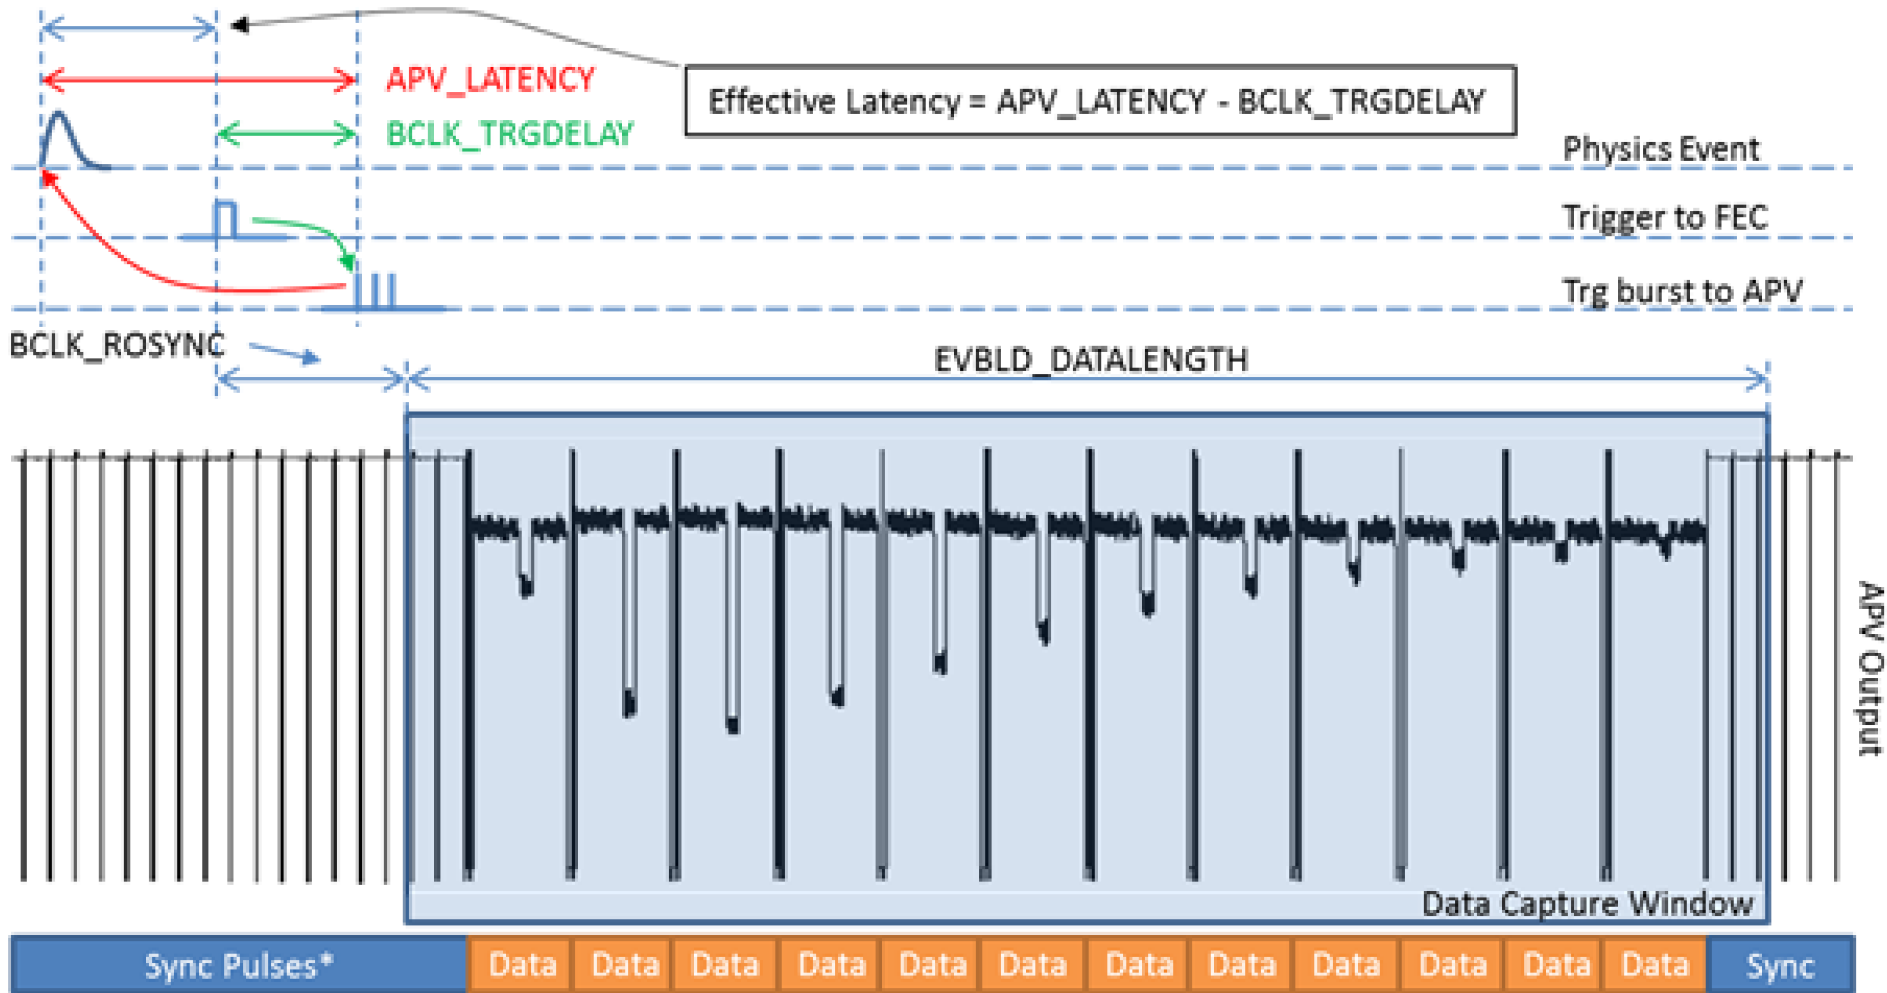 APV_LATENCY
Effective Latency = APV_LATENCY - BCLK_TRGDELAY
BCLK_TRGDELAY
Physics Event
Trigger to FEC
Trg burst to APV
BCLK_ROSYNC
EVBLD_DATALENGTH
APV Output
Data Capture Window
Sync Pulses* Data Data Data Data Data Data Data Data Data Data Data Data Sync